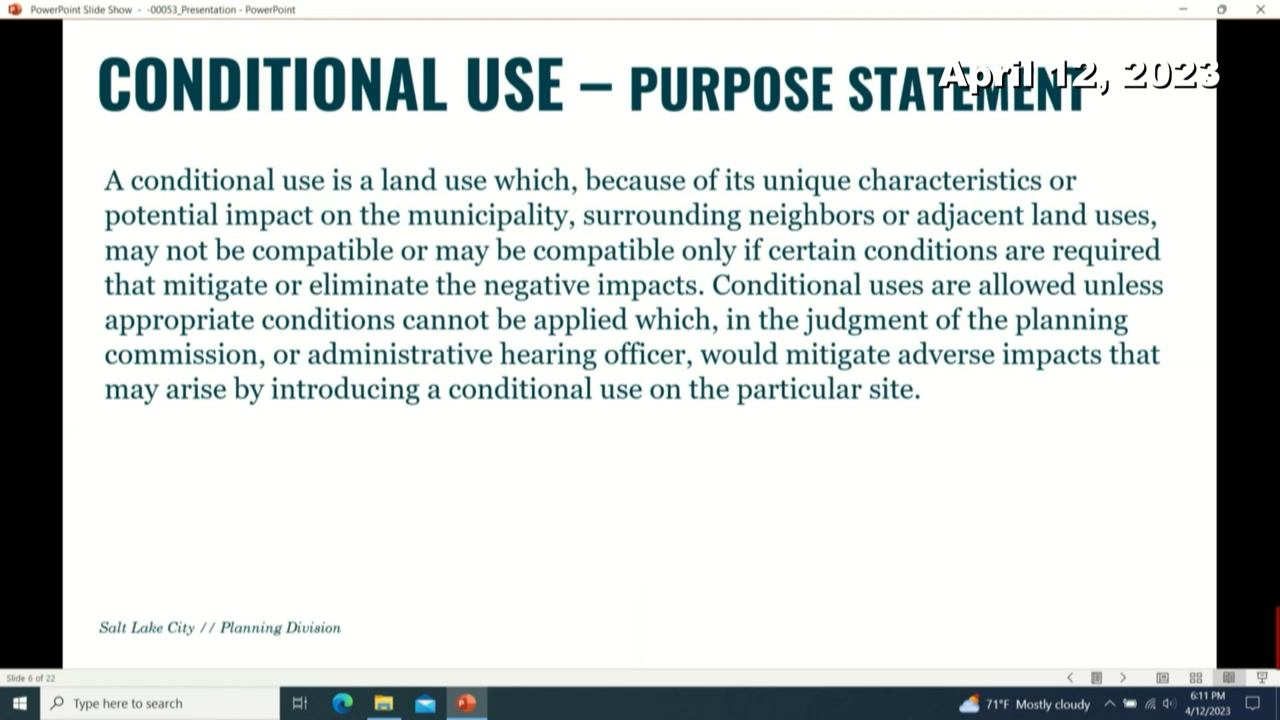 PowerPoint Slide Show - -00053_Presentation - PowerPoint
April 12, 2023
CONDITIONAL USE – PURPOSE STATEMENT
A conditional use is a land use which, because of its unique characteristics or
potential impact on the municipality, surrounding neighbors or adjacent land uses,
may not be compatible or may be compatible only if certain conditions are required
that mitigate or eliminate the negative impacts. Conditional uses are allowed unless
appropriate conditions cannot be applied which, in the judgment of the planning
commission, or administrative hearing officer, would mitigate adverse impacts that
may arise by introducing a conditional use on the particular site.
Salt Lake City // Planning Division
Slide 6 of 22
Type here to search
71°F Mostly cloudy
6:11 PM
4/12/2023